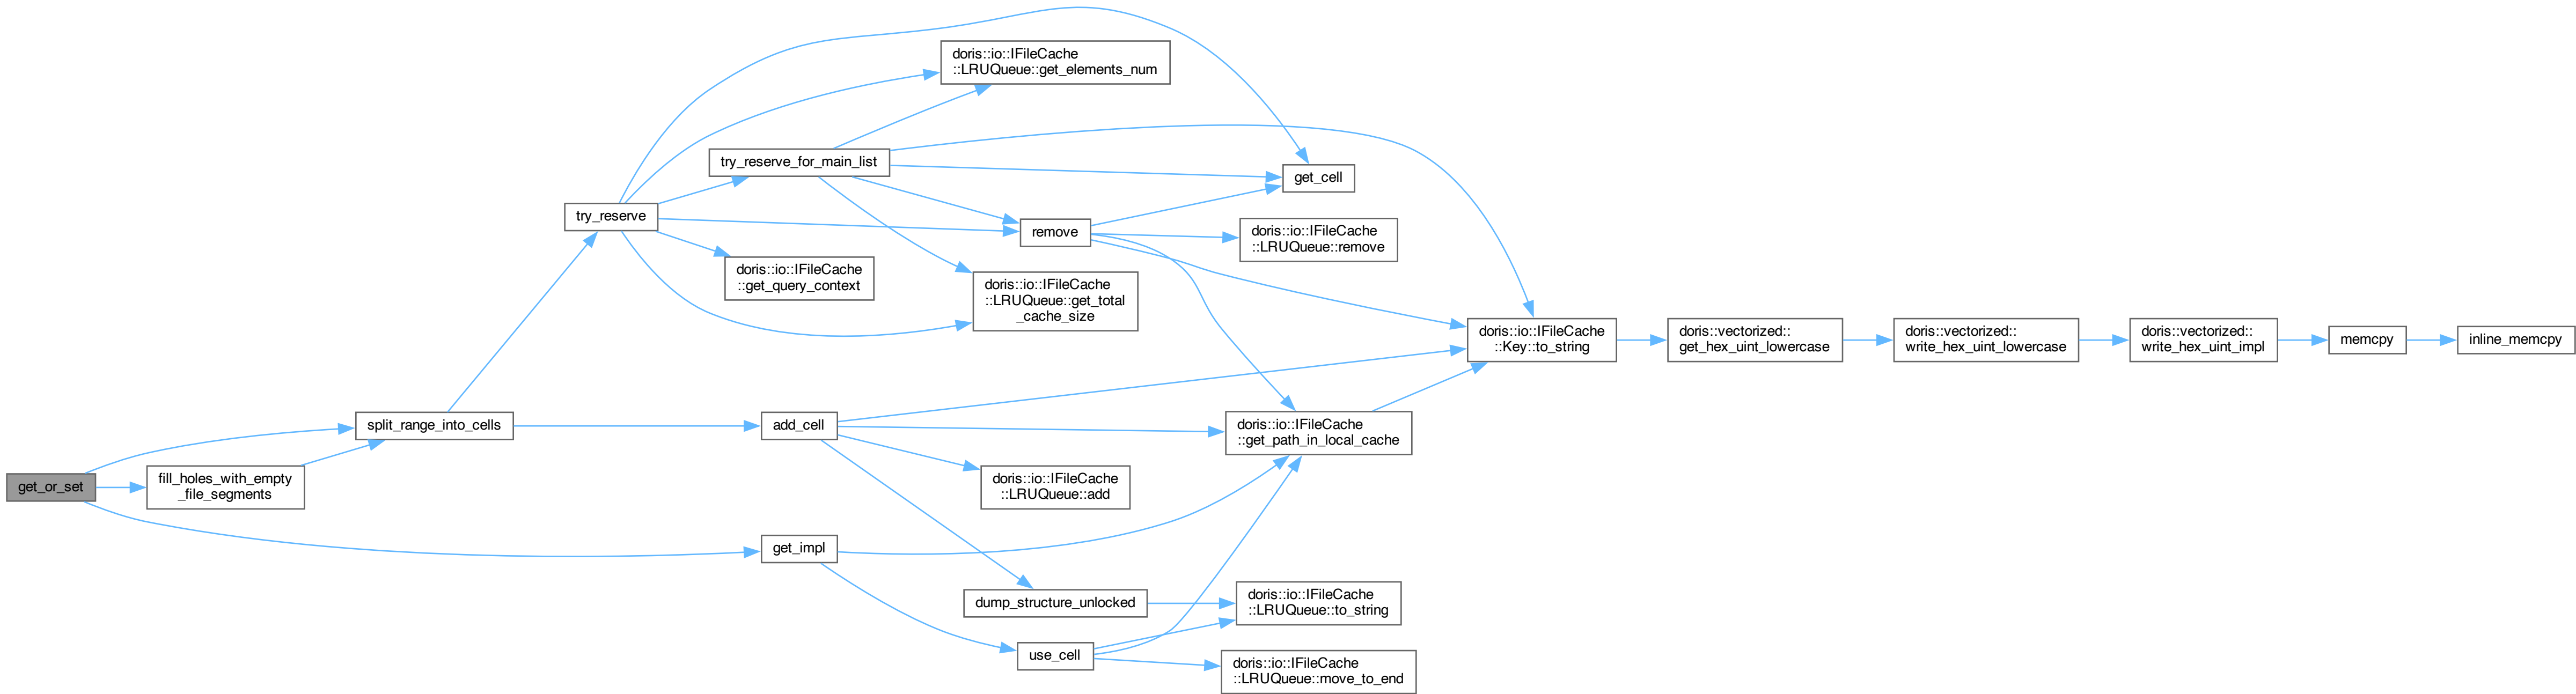 get_or_set
fill_holes_with_empty
_file_segments
split_range_into_cells
try_reserve
try_reserve_for_main_list
doris::io::IFileCache
::get_query_context
add_cell
get_impl
doris::io::IFileCache
::LRUQueue::get_elements_num
remove
doris::io::IFileCache
::LRUQueue::get_total
_cache_size
doris::io::IFileCache
::LRUQueue::add
dump_structure_unlocked
use_cell
get_cell
doris::io::IFileCache
::LRUQueue::remove
doris::io::IFileCache
::get_path_in_local_cache
doris::io::IFileCache
::LRUQueue::to_string
doris::io::IFileCache
::LRUQueue::move_to_end
doris::io::IFileCache
::Key::to_string
doris::vectorized::
get_hex_uint_lowercase
doris::vectorized::
write_hex_uint_lowercase
doris::vectorized::
write_hex_uint_impl
memcpy
inline_memcpy